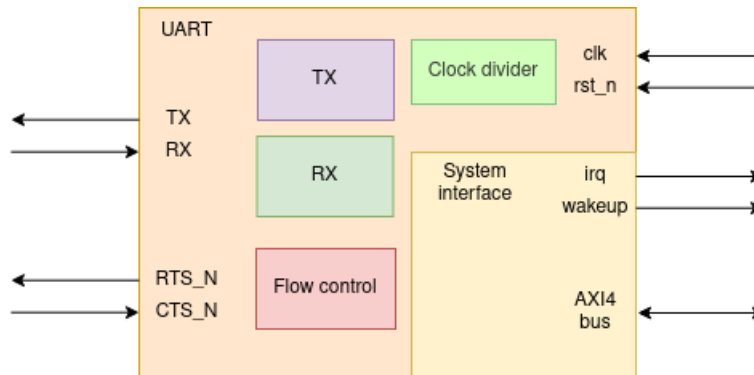 UART
TX
Clock divider
clk
rst_n
TX
RX
RX
System
interface
irq
wakeup
RTS_N
CTS_N
Flow control
AXI4
bus